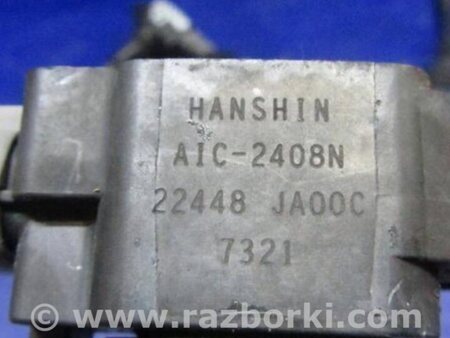 HANSHIN
AIC-2408N
22448 JA00C
7321
www.razborki.com